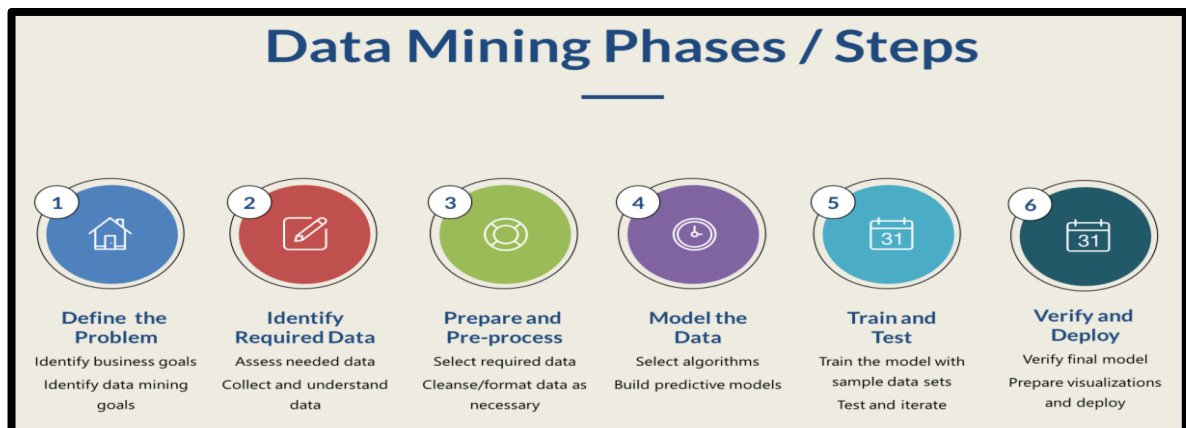 Data Mining Phases / Steps
1
Define the
Problem
Identify business goals
Identify data mining
goals
2
Identify
Required Data
Assess needed data
Collect and understand
data
3
Prepare and
Pre-process
Select required data
Cleanse/format data as
necessary
4
Model the
Data
Select algorithms
Build predictive models
5
31
Train and
Test
Train the model with
sample data sets
Test and iterate
6
31
Verify and
Deploy
Verify final model
Prepare visualizations
and deploy